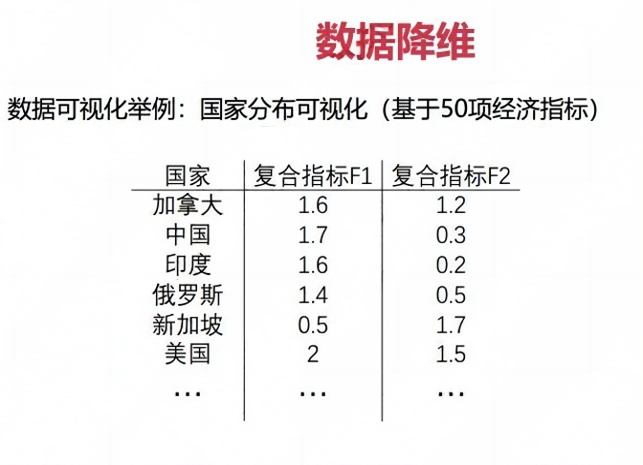 数据降维
数据可视化举例：国家分布可视化（基于50项经济指标）
国家 复合指标F1 复合指标F2
加拿大 1.6 1.2
中国 1.7 0.3
印度 1.6 0.2
俄罗斯 1.4 0.5
新加坡 0.5 1.7
美国 2 1.5
… … …